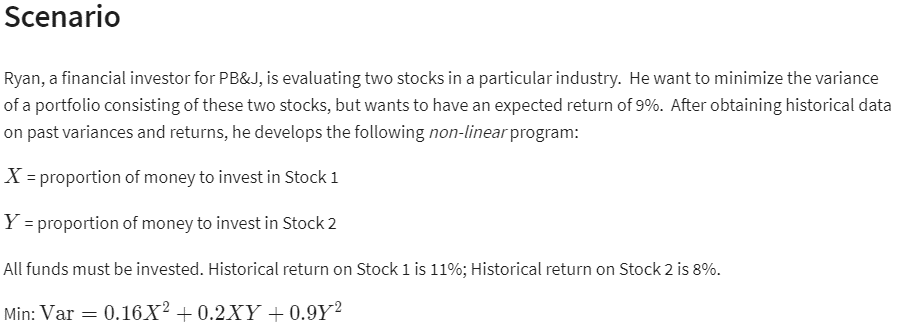 Scenario
Ryan, a financial investor for PB&J, is evaluating two stocks in a particular industry.  He want to minimize the variance
of a portfolio consisting of these two stocks, but wants to have an expected return of 9%.  After obtaining historical data
on past variances and returns, he develops the following non-linear program:
X = proportion of money to invest in Stock 1
Y = proportion of money to invest in Stock 2
All funds must be invested. Historical return on Stock 1 is 11%; Historical return on Stock 2 is 8%.
Min: Var = 0.16X² + 0.2XY + 0.9Y²